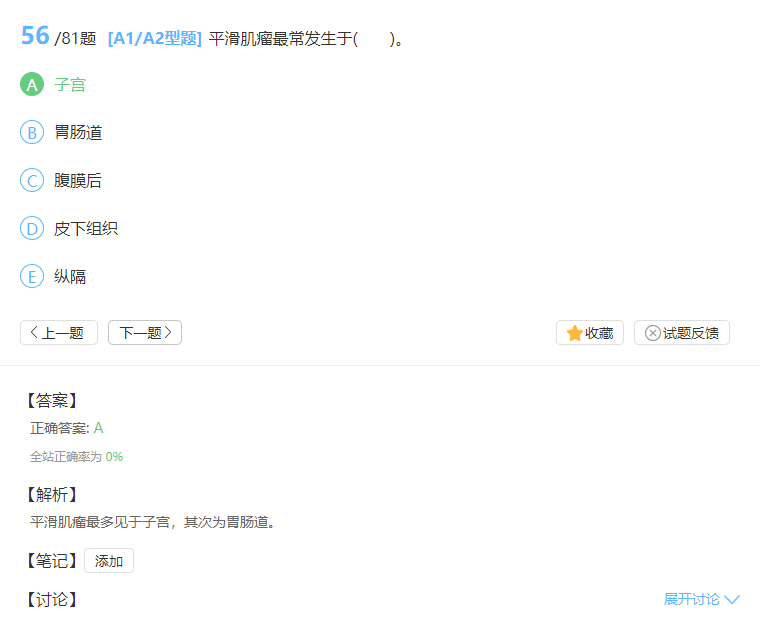 56 /81题 [A1/A2型题] 平滑肌瘤最常发生于(　　)。
A 子宫
B 胃肠道
C 腹膜后
D 皮下组织
E 纵隔
上一题 下一题 收藏 试题反馈
【答案】
正确答案: A
全站正确率为 0%
【解析】
平滑肌瘤最多见于子宫，其次为胃肠道。
【笔记】 添加
【讨论】 展开讨论